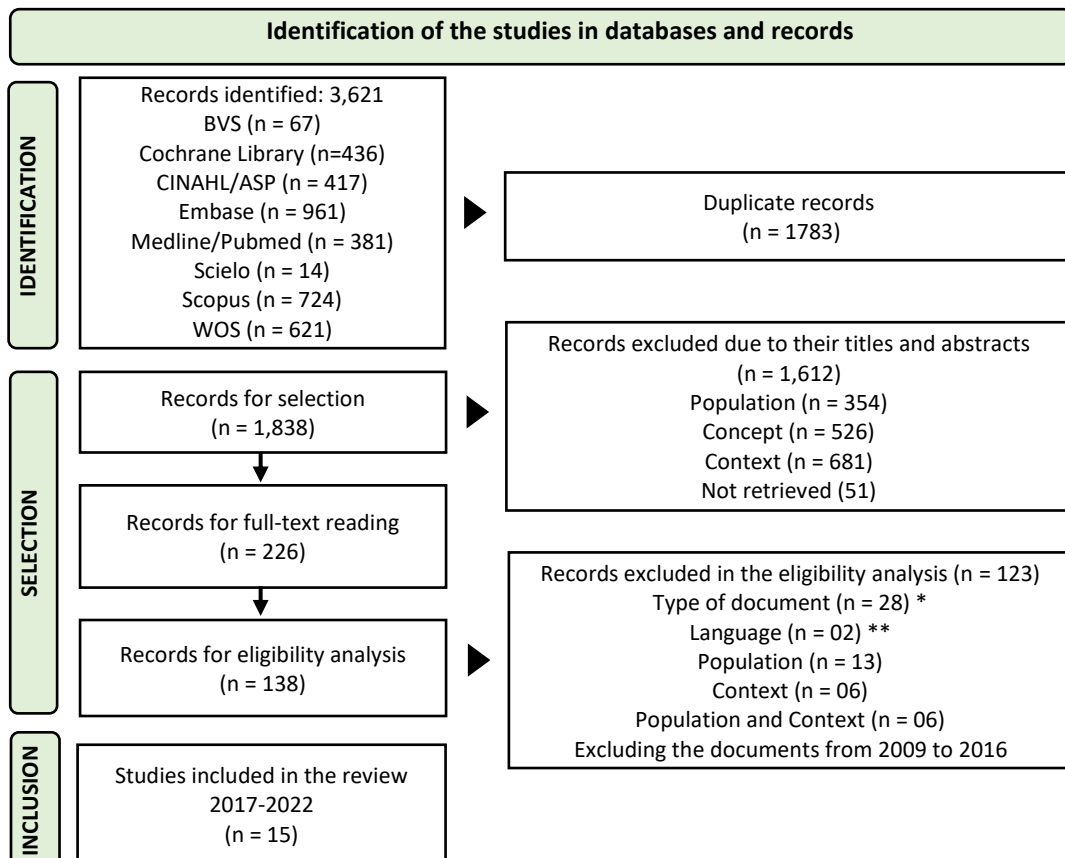 Identification of the studies in databases and records
IDENTIFICATION
Records identified: 3,621
BVS (n = 67)
Cochrane Library (n=436)
CINAHL/ASP (n = 417)
Embase (n = 961)
Medline/Pubmed (n = 381)
Scielo (n = 14)
Scopus (n = 724)
WOS (n = 621)
Duplicate records
(n = 1783)
SELECTION
Records for selection
(n = 1,838)
Records excluded due to their titles and abstracts
(n = 1,612)
Population (n = 354)
Concept (n = 526)
Context (n = 681)
Not retrieved (51)
Records for full-text reading
(n = 226)
Records for eligibility analysis
(n = 138)
Records excluded in the eligibility analysis (n = 123)
Type of document (n = 28) *
Language (n = 02) **
Population (n = 13)
Context (n = 06)
Population and Context (n = 06)
Excluding the documents from 2009 to 2016
INCLUSION
Studies included in the review
2017-2022
(n = 15)